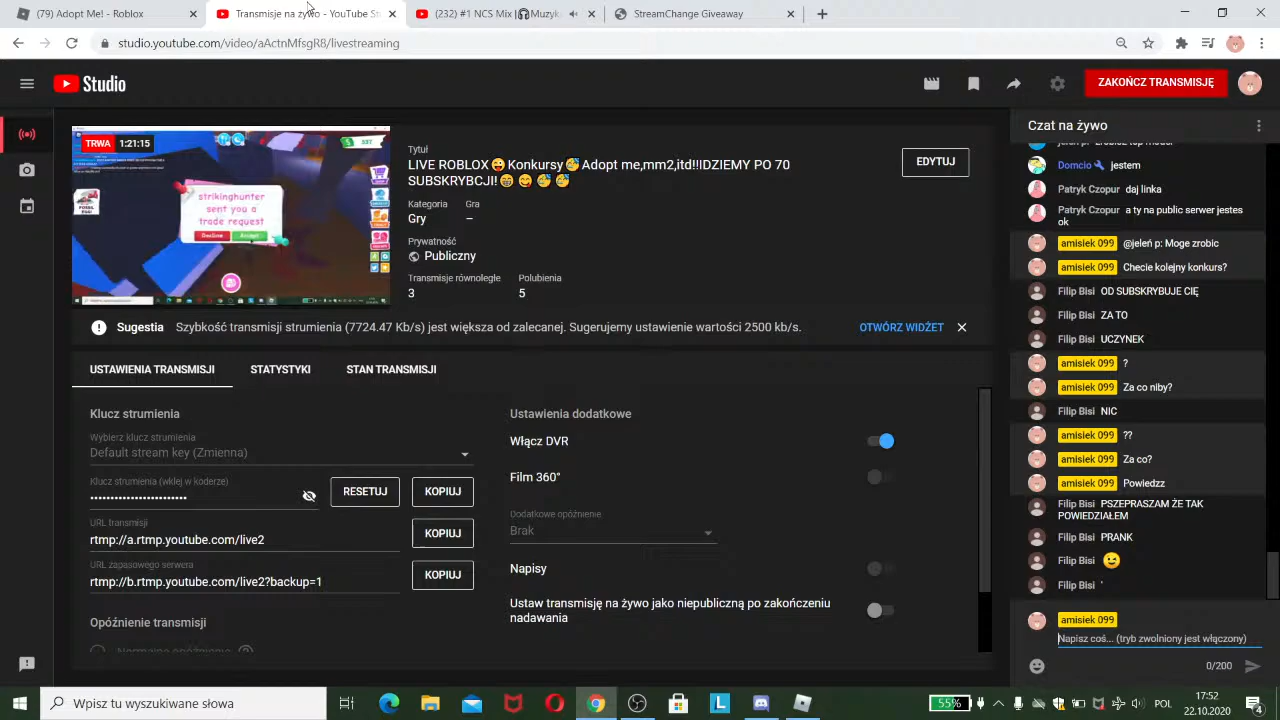 (79) Adopt Me! - Roblox
Transmisje na żywo - YouTube St
(232) #1 NCS Mix |🎧Muzyk
StreamChange Giveaway
studio.youtube.com/video/aActnMfsgR8/livestreaming
Studio
ZAKOŃCZ TRANSMISJĘ
TRWA 1:21:15
337
strikinghunter
sent you a
trade request
Decline Accept
Tytuł
LIVE ROBLOX😜 Konkursy🥳 Adopt me,mm2,itd!!IDZIEMY PO 70
SUBSKRYBCJI!😁 😋 🥳 🥳
EDYTUJ
Kategoria Gra
Gry –
Prywatność
Publiczny
Transmisje równoległe Polubienia
3 5
Sugestia Szybkość transmisji strumienia (7724.47 Kb/s) jest większa od zalecanej. Sugerujemy ustawienie wartości 2500 kb/s.
OTWÓRZ WIDŻET
USTAWIENIA TRANSMISJI STATYSTYKI STAN TRANSMISJI
Klucz strumienia
Wybierz klucz strumienia
Default stream key (Zmienna)
Klucz strumienia (wklej w koderze)
••••••••••••••••••••••••
RESETUJ KOPIUJ
URL transmisji
rtmp://a.rtmp.youtube.com/live2
KOPIUJ
URL zapasowego serwera
rtmp://b.rtmp.youtube.com/live2?backup=1
KOPIUJ
Opóźnienie transmisji
Normalne opóźnienie
Ustawienia dodatkowe
Włącz DVR
Film 360°
Dodatkowe opóźnienie
Brak
Napisy
Ustaw transmisję na żywo jako niepubliczną po zakończeniu
nadawania
Czat na żywo
Domcio jestem
Patryk Czopur daj linka
Patryk Czopur a ty na public serwer jestes
ok
amisiek 099 @jeleń p: Moge zrobic
amisiek 099 Checie kolejny konkurs?
Filip Bisi OD SUBSKRYBUJE CIĘ
Filip Bisi ZA TO
Filip Bisi UCZYNEK
amisiek 099 ?
amisiek 099 Za co niby?
Filip Bisi NIC
amisiek 099 ??
amisiek 099 Za co?
amisiek 099 Powiedzz
Filip Bisi PSZEPRASZAM ŻE TAK
POWIEDZIAŁEM
Filip Bisi PRANK
Filip Bisi 😉
Filip Bisi '
amisiek 099
Napisz coś... (tryb zwolniony jest włączony)
0/200
Wpisz tu wyszukiwane słowa
55%
POL
17:52
22.10.2020
4